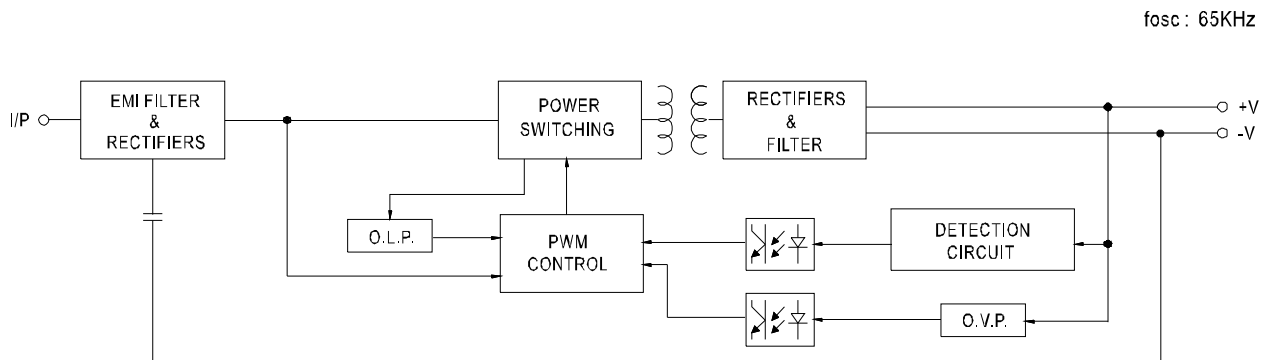 fosc : 65KHz
I/P
EMI FILTER
&
RECTIFIERS
POWER
SWITCHING
RECTIFIERS
&
FILTER
+V
-V
O.L.P.
PWM
CONTROL
DETECTION
CIRCUIT
O.V.P.